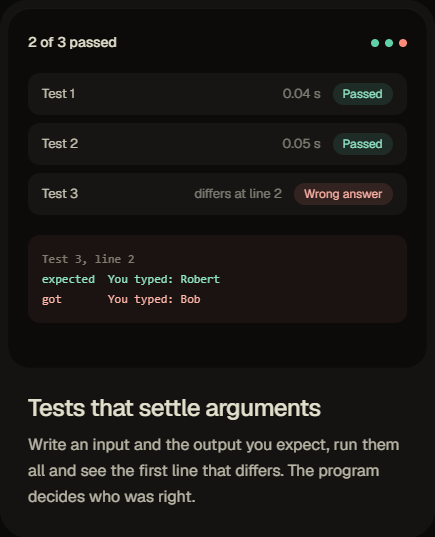 2 of 3 passed
Test 1 0.04 s Passed
Test 2 0.05 s Passed
Test 3 differs at line 2 Wrong answer
Test 3, line 2
expected You typed: Robert
got You typed: Bob
Tests that settle arguments
Write an input and the output you expect, run them
all and see the first line that differs. The program
decides who was right.